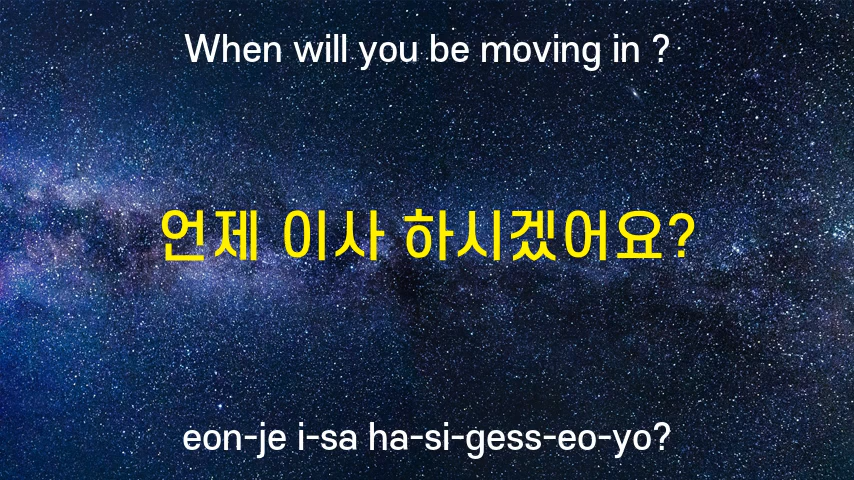 When will you be moving in ?
언제 이사 하시겠어요?
eon-je i-sa ha-si-gess-eo-yo?